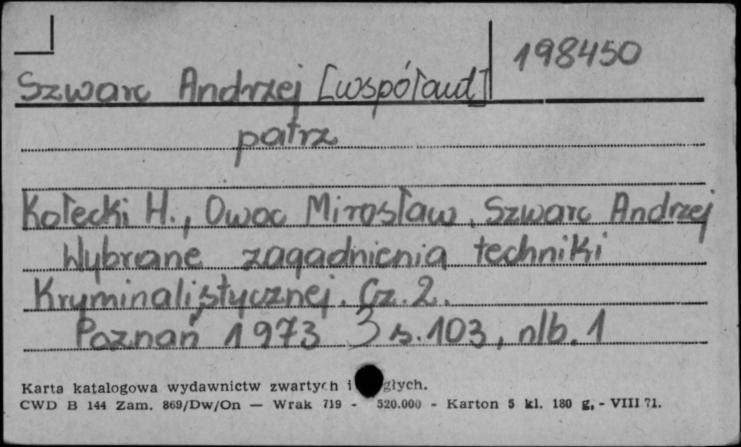 198450
Szwarc Andrzej [współaut]
patrz
Kołecki H., Owoc Mirosław, Szwarc Andrzej
Wybrane zagadnienia techniki
Kryminalistycznej. Cz. 2.
Poznań 1973 s. 103, nlb. 1
Karta katalogowa wydawnictw zwartych i głych.
CWD B 144 Zam. 869/Dw/On — Wrak 719 - 520.000 - Karton 5 kl. 180 g, - VIII 71.